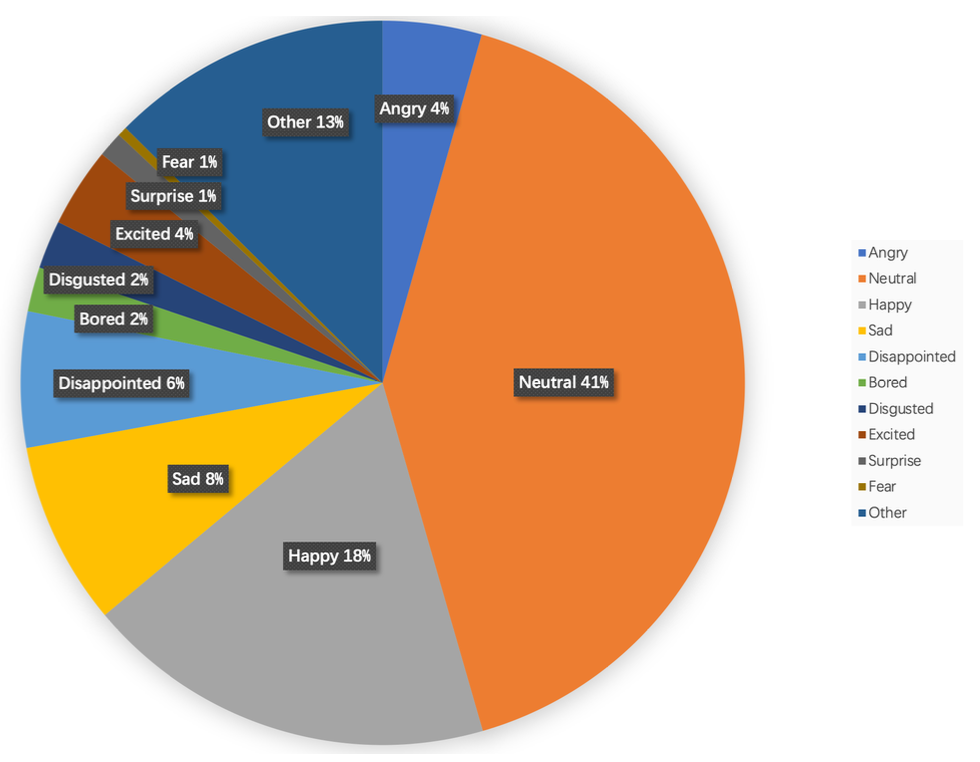 Other 13%
Angry 4%
Fear 1%
Surprise 1%
Excited 4%
Disgusted 2%
Bored 2%
Disappointed 6%
Neutral 41%
Sad 8%
Happy 18%
Angry
Neutral
Happy
Sad
Disappointed
Bored
Disgusted
Excited
Surprise
Fear
Other